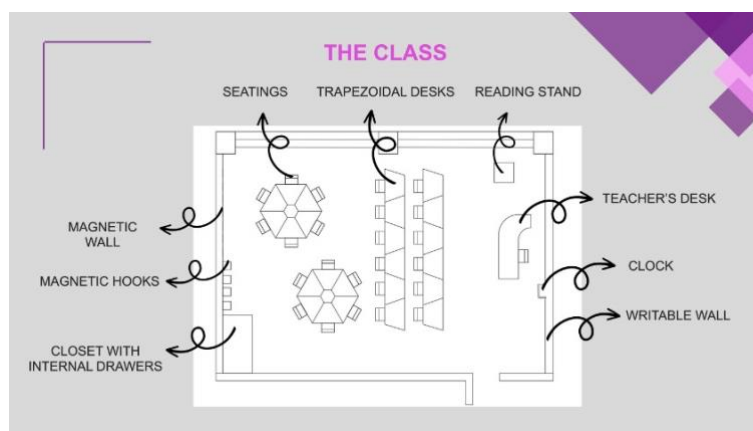 THE CLASS
SEATINGS
TRAPEZOIDAL DESKS
READING STAND
MAGNETIC
WALL
TEACHER'S DESK
MAGNETIC HOOKS
CLOCK
WRITABLE WALL
CLOSET WITH
INTERNAL DRAWERS